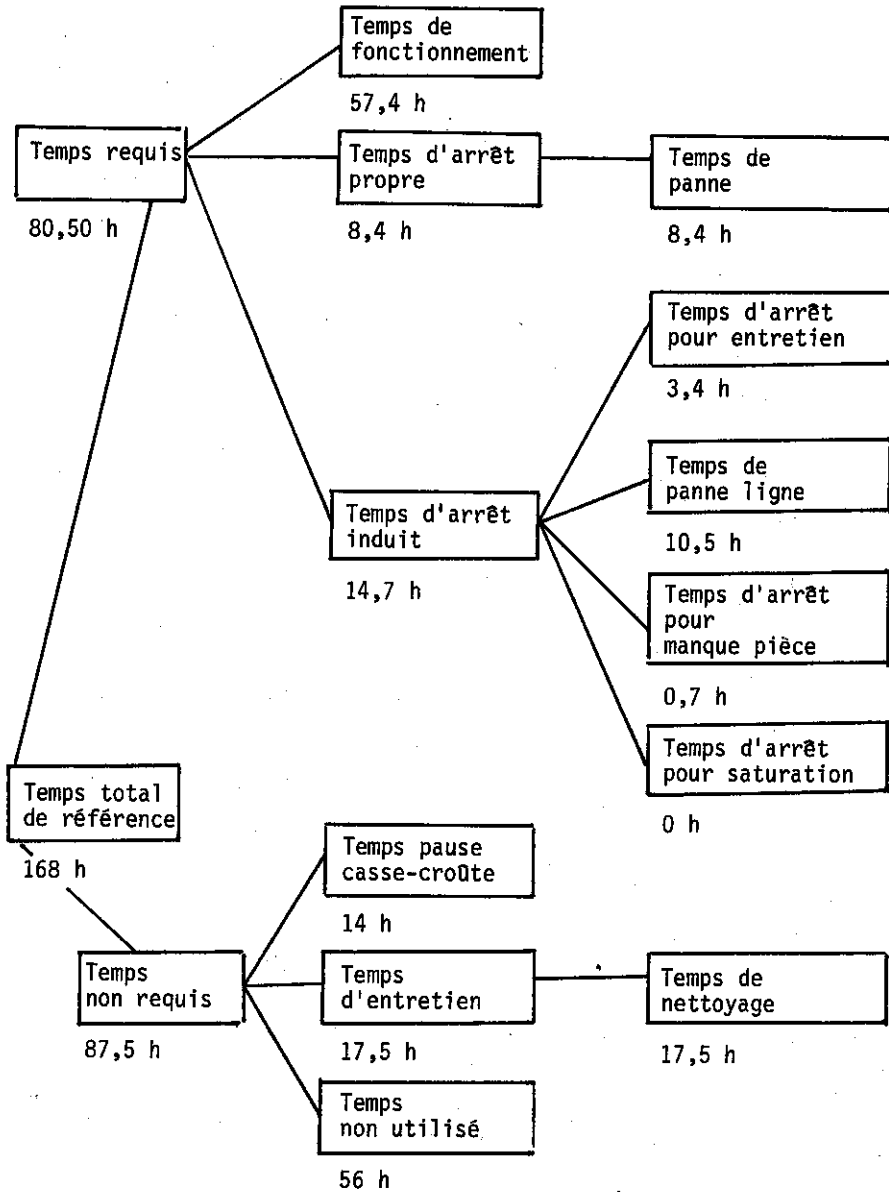 Temps de
fonctionnement
57,4 h
Temps requis
80,50 h
Temps d'arrêt
propre
8,4 h
Temps de
panne
8,4 h
Temps d'arrêt
pour entretien
3,4 h
Temps de
panne ligne
10,5 h
Temps d'arrêt
induit
14,7 h
Temps d'arrêt
pour
manque pièce
0,7 h
Temps d'arrêt
pour saturation
0 h
Temps total
de référence
168 h
Temps pause
casse-croûte
14 h
Temps
non requis
87,5 h
Temps
d'entretien
17,5 h
Temps de
nettoyage
17,5 h
Temps
non utilisé
56 h